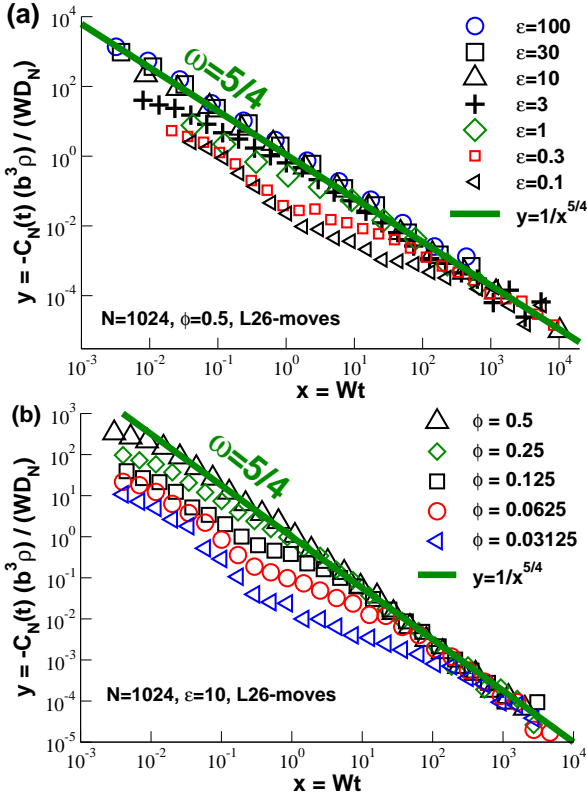 (a)
10^4
10^2
10^0
10^-2
10^-4
y = -C_N(t) (b^3ρ) / (WD_N)
ω=5/4
ε=100
ε=30
ε=10
ε=3
ε=1
ε=0.3
ε=0.1
y=1/x^5/4
N=1024, ϕ=0.5, L26-moves
10^-3 10^-2 10^-1 10^0 10^1 10^2 10^3 10^4
x = Wt
(b)
10^3
10^2
10^1
10^0
10^-1
10^-2
10^-3
10^-4
10^-5
y = -C_N(t) (b^3ρ) / (WD_N)
ω=5/4
ϕ = 0.5
ϕ = 0.25
ϕ = 0.125
ϕ = 0.0625
ϕ = 0.03125
y=1/x^5/4
N=1024, ε=10, L26-moves
10^-3 10^-2 10^-1 10^0 10^1 10^2 10^3 10^4
x = Wt